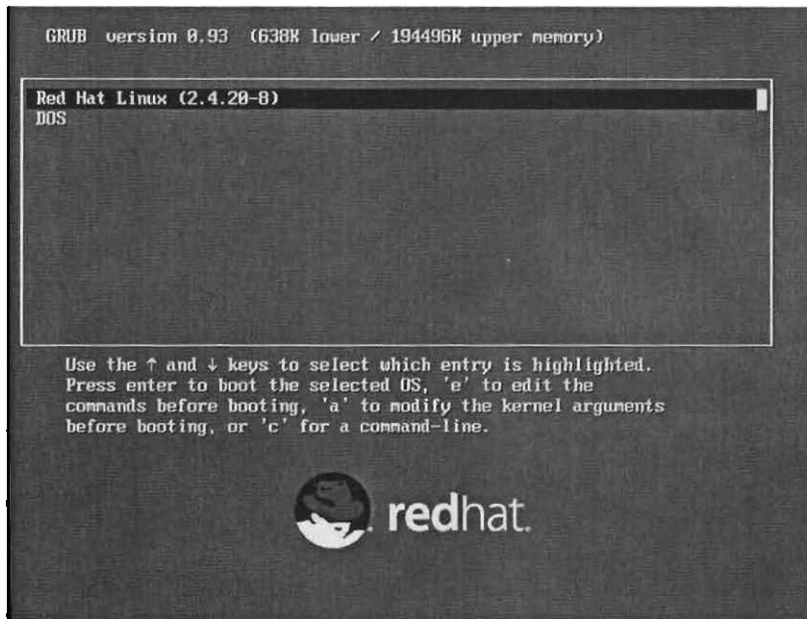 GRUB version 0.93 (638K lower / 194496K upper memory)
Red Hat Linux (2.4.20-8)
DOS
Use the ↑ and ↓ keys to select which entry is highlighted.
Press enter to boot the selected OS, 'e' to edit the
commands before booting, 'a' to modify the kernel arguments
before booting, or 'c' for a command-line.
redhat.